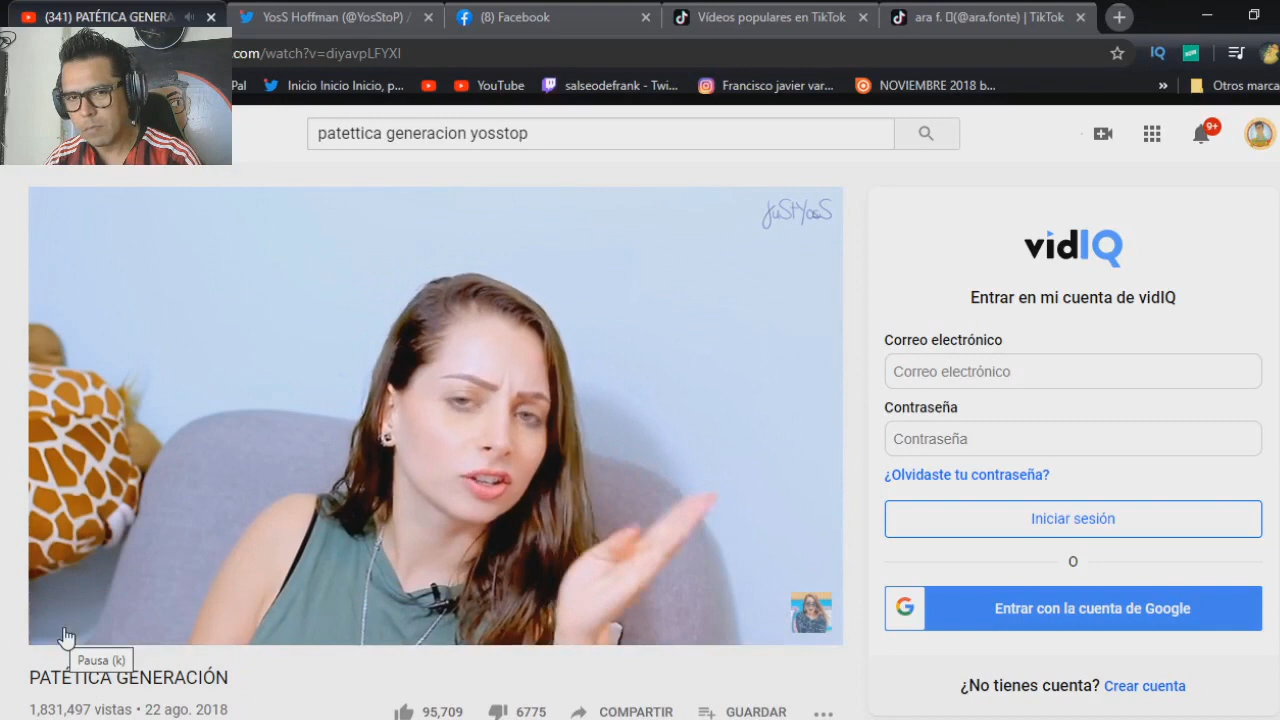 (341) PATÉTICA GENERA
YosS Hoffman (@YosStoP) /
(8) Facebook
Vídeos populares en TikTok
ara f. (@ara.fonte) | TikTok
.com/watch?v=diyavpLFYXI
IQ
Pal
Inicio Inicio Inicio, p...
YouTube
salseodefrank - Twi...
Francisco javier var...
NOVIEMBRE 2018 b...
»
Otros marca
patettica generacion yosstop
9+
JuStYosS
vidIQ
Entrar en mi cuenta de vidIQ
Correo electrónico
Correo electrónico
Contraseña
Contraseña
¿Olvidaste tu contraseña?
Iniciar sesión
O
Entrar con la cuenta de Google
¿No tienes cuenta? Crear cuenta
Pausa (k)
PATÉTICA GENERACIÓN
1,831,497 vistas • 22 ago. 2018
95,709
6775
COMPARTIR
GUARDAR